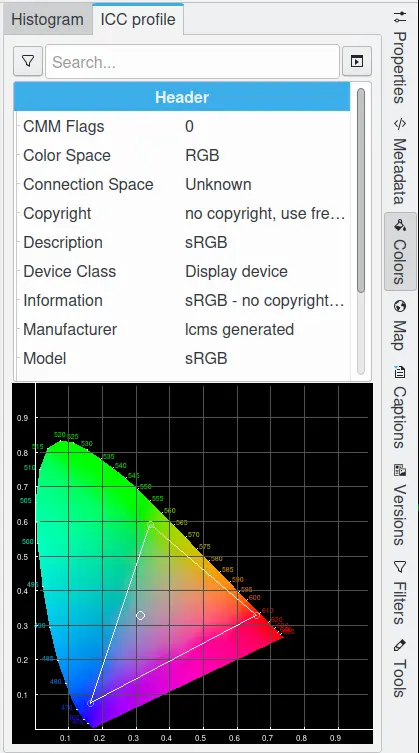 Histogram
ICC profile
Search...
Header
CMM Flags 0
Color Space RGB
Connection Space Unknown
Copyright no copyright, use fre...
Description sRGB
Device Class Display device
Information sRGB - no copyright...
Manufacturer lcms generated
Model sRGB
0.9
0.8
0.7
0.6
0.5
0.4
0.3
0.2
0.1
0.1 0.2 0.3 0.4 0.5 0.6 0.7 0.8 0.9
520
525
530
535
540
545
550
555
560
565
570
575
580
585
590
595
600
610
515
510
505
500
485
480
Properties
Metadata
Colors
Map
Captions
Versions
Filters
Tools